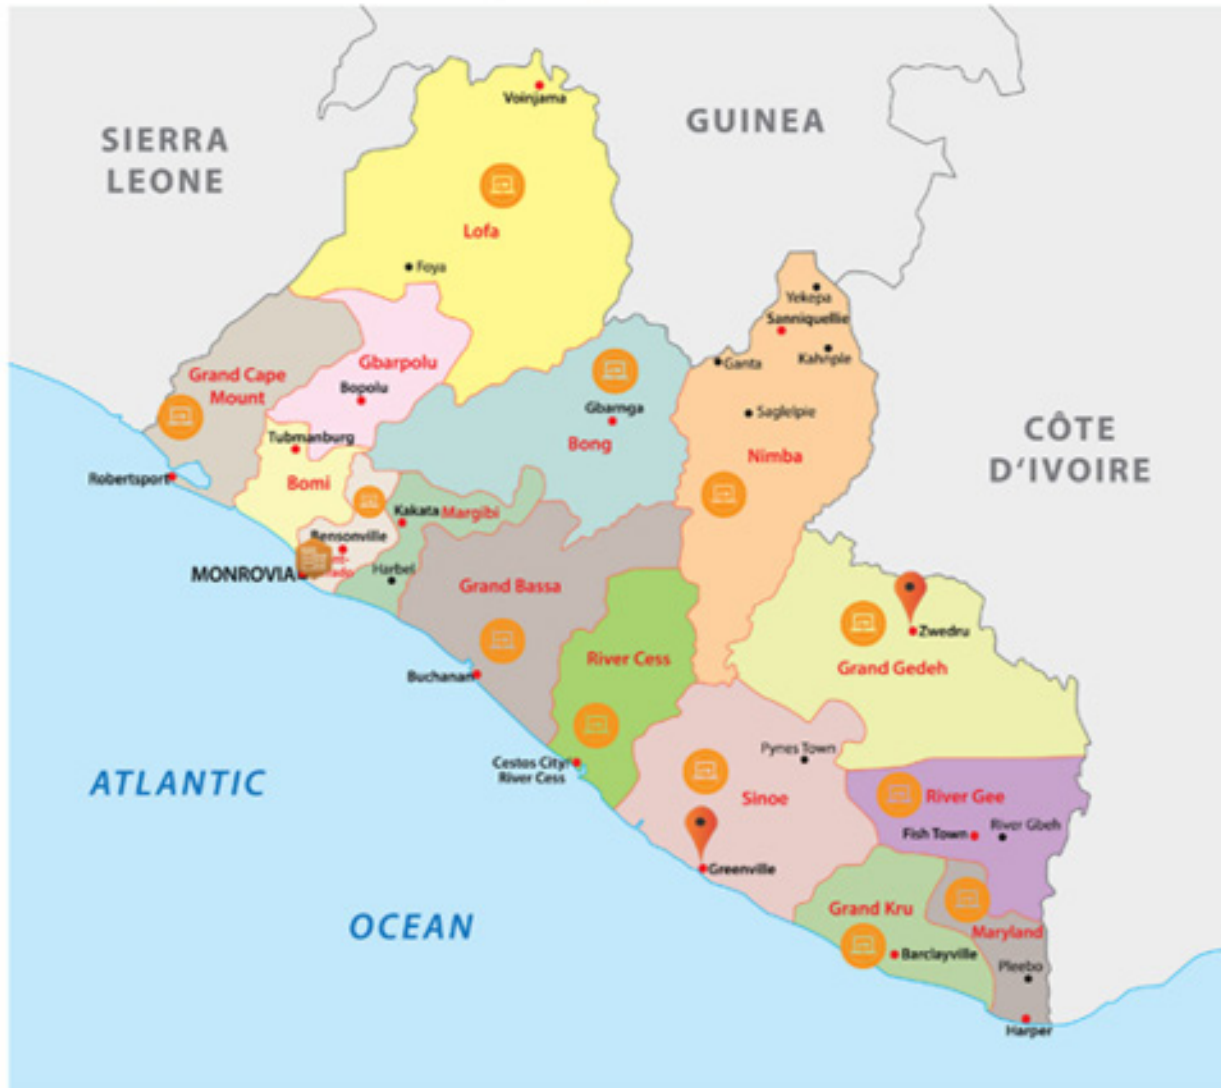 SIERRA
LEONE
GUINEA
CÔTE
D'IVOIRE
ATLANTIC
OCEAN
Voinjama
Lofa
Foya
Yekepa
Sanniquellie
Kahnple
Ganta
Saglelpie
Nimba
Grand Cape
Mount
Gbarpolu
Bopolu
Gbarnga
Bong
Tubmanburg
Robertsport
Bomi
Kakata
Margibi
Bensonville
MONROVIA
Harbel
Grand Bassa
Buchanan
River Cess
Cestos City/
River Cess
Zwedru
Grand Gedeh
Pynes Town
Sinoe
Greenville
River Gee
Fish Town
River Gbeh
Grand Kru
Barclayville
Maryland
Pleebo
Harper